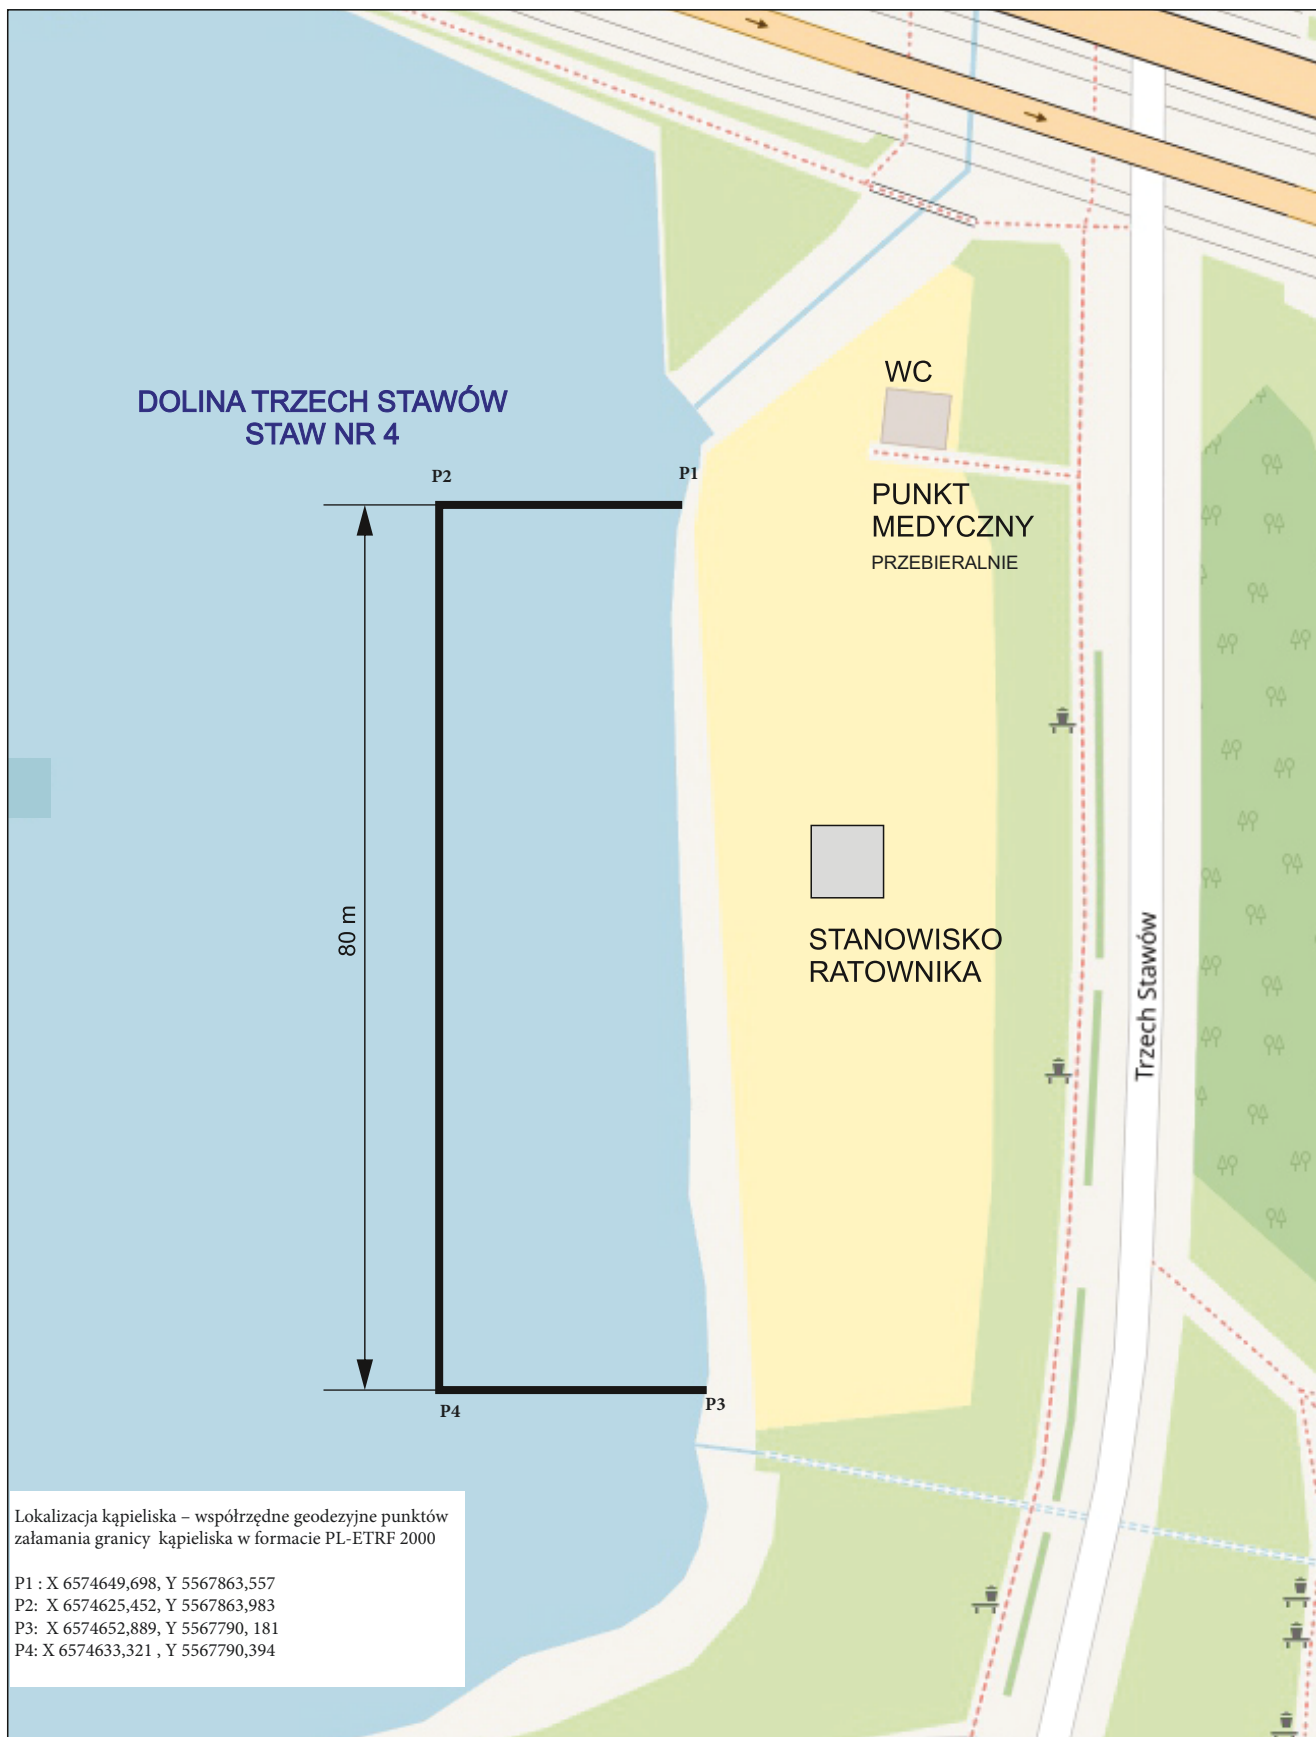 WC
DOLINA TRZECH STAWÓW
STAW NR 4
P2
P1
PUNKT
MEDYCZNY
PRZEBIERALNIE
80 m
STANOWISKO
RATOWNIKA
Trzech Stawów
P4
P3
Lokalizacja kąpieliska – współrzędne geodezyjne punktów
załamania granicy kąpieliska w formacie PL-ETRF 2000
P1 : X 6574649,698, Y 5567863,557
P2: X 6574625,452, Y 5567863,983
P3: X 6574652,889, Y 5567790, 181
P4: X 6574633,321 , Y 5567790,394